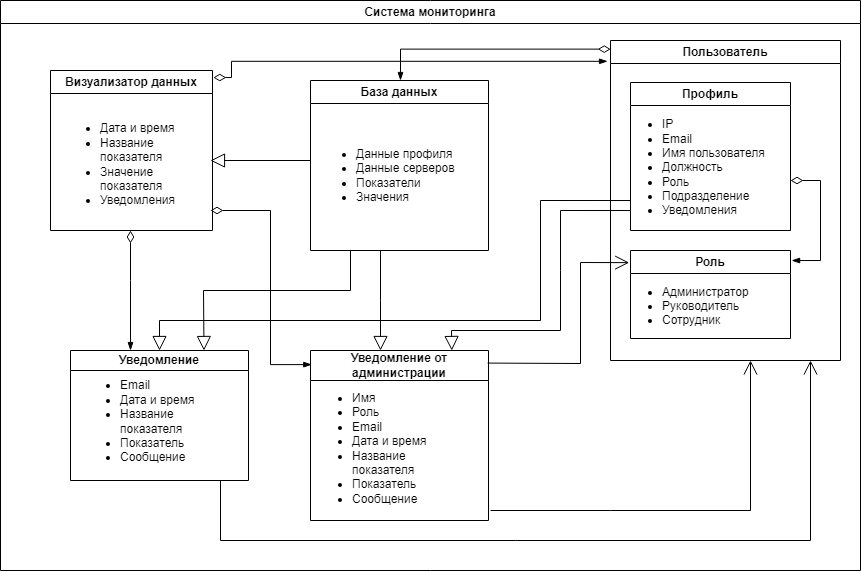 Система мониторинга
Визуализатор данных
Дата и время
Название
показателя
Значение
показателя
Уведомления
База данных
Данные профиля
Данные серверов
Показатели
Значения
Пользователь
Профиль
IP
Email
Имя пользователя
Должность
Роль
Подразделение
Уведомления
Роль
Администратор
Руководитель
Сотрудник
Уведомление
Email
Дата и время
Название
показателя
Показатель
Сообщение
Уведомление от
администрации
Имя
Роль
Email
Дата и время
Название
показателя
Показатель
Сообщение